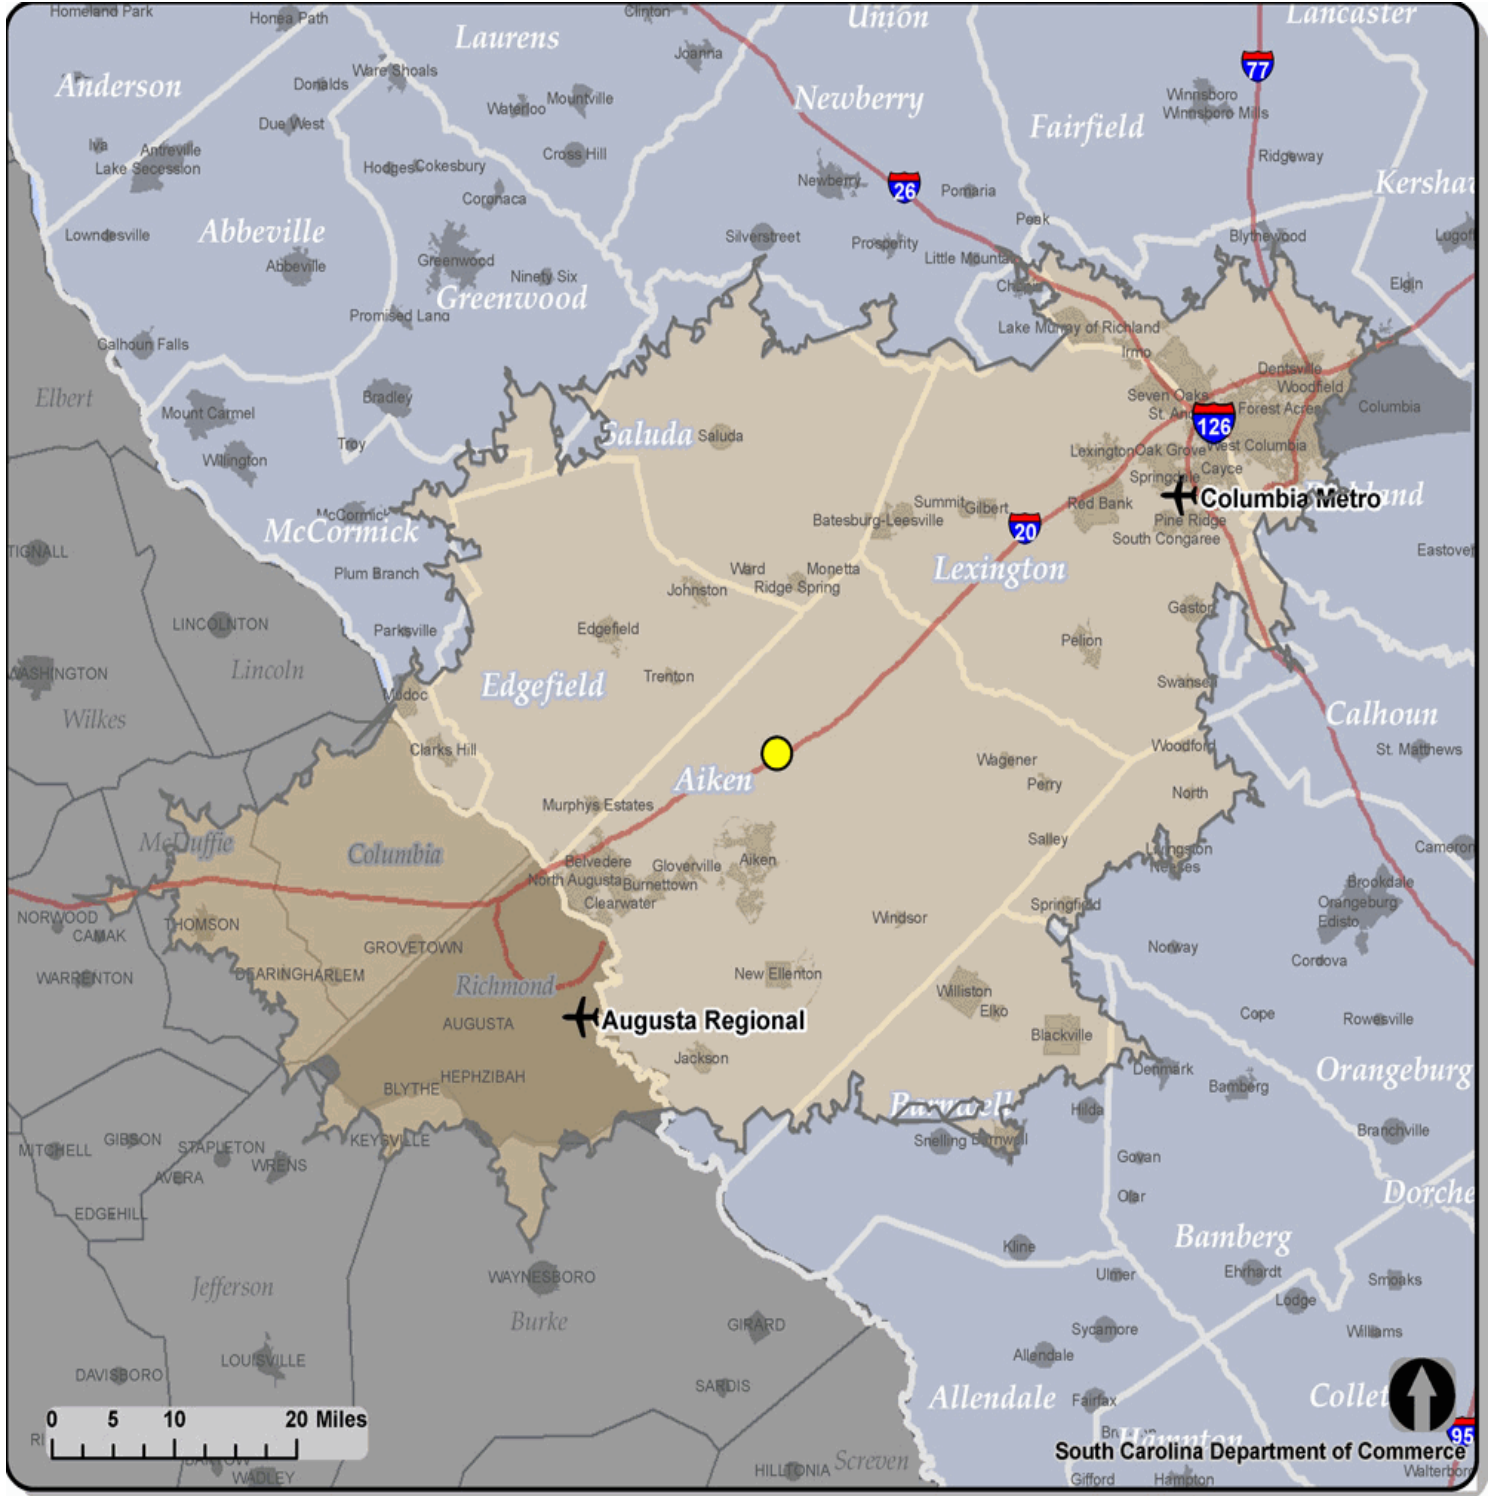 Homeland Park
Honea Path
Clinton
Union
Lancaster
Laurens
Joanna
77
Ware Shoals
Donalds
Anderson
Waterloo
Mountville
Newberry
Winnsboro
Winnsboro Mills
Due West
Fairfield
Iva
Antreville
Lake Secession
Cross Hill
Ridgeway
Hodges
Cokesbury
Coronaca
Newberry
26
Pomaria
Peak
Lowndesville
Abbeville
Abbeville
Greenwood
Ninety Six
Greenwood
Silverstreet
Prosperity
Blythewood
Elgin
Promised Land
Lake Murray of Richland
Irmo
Calhoun Falls
Dentsville
Woodfield
Elbert
Bradley
Mount Carmel
Seven Oaks
Columbia
126
Troy
Saluda
Saluda
West Columbia
Willington
Lexington
Oak Grove
Cayce
Springdale
Columbia Metro
McCormick
McCormick
Summit
Gilbert
Red Bank
Batesburg-Leesville
20
Pine Ridge
South Congaree
TIGNALL
Plum Branch
Ward
Monetta
Ridge Spring
Johnston
Lexington
Gaston
LINCOLNTON
Parksville
Edgefield
Pelion
Lincoln
WASHINGTON
Trenton
Edgefield
Modoc
Swansea
Wilkes
Calhoun
Clarks Hill
Woodford
St. Matthews
Wagener
Aiken
Perry
North
Murphys Estates
McDuffie
Columbia
Salley
Livingston
Neeses
Cameron
Belvedere
Gloverville
Aiken
North Augusta
Burnettown
Clearwater
Brookdale
Orangeburg
Edisto
Springfield
NORWOOD
CAMAK
THOMSON
Windsor
GROVETOWN
Norway
Cordova
WARRENTON
DEARING
HARLEM
New Ellenton
Richmond
Williston
Elko
AUGUSTA
Augusta Regional
Cope
Rowesville
Blackville
Jackson
HEPHZIBAH
BLYTHE
Denmark
Bamberg
Orangeburg
Barnwell
Hilda
Snelling
Barnwell
KEYSVILLE
MITCHELL
GIBSON
STAPLETON
WRENS
AVERA
Branchville
Govan
Olar
EDGEHILL
Bamberg
Kline
Ulmer
Ehrhardt
Smoaks
Lodge
WAYNESBORO
Jefferson
Burke
GIRARD
Sycamore
Williams
Allendale
LOUISVILLE
DAVISBORO
SARDIS
Allendale
Fairfax
0 5 10 20 Miles
95
Hampton
South Carolina Department of Commerce
HILLTONIA
Screven
WADLEY
Gifford
Hampton